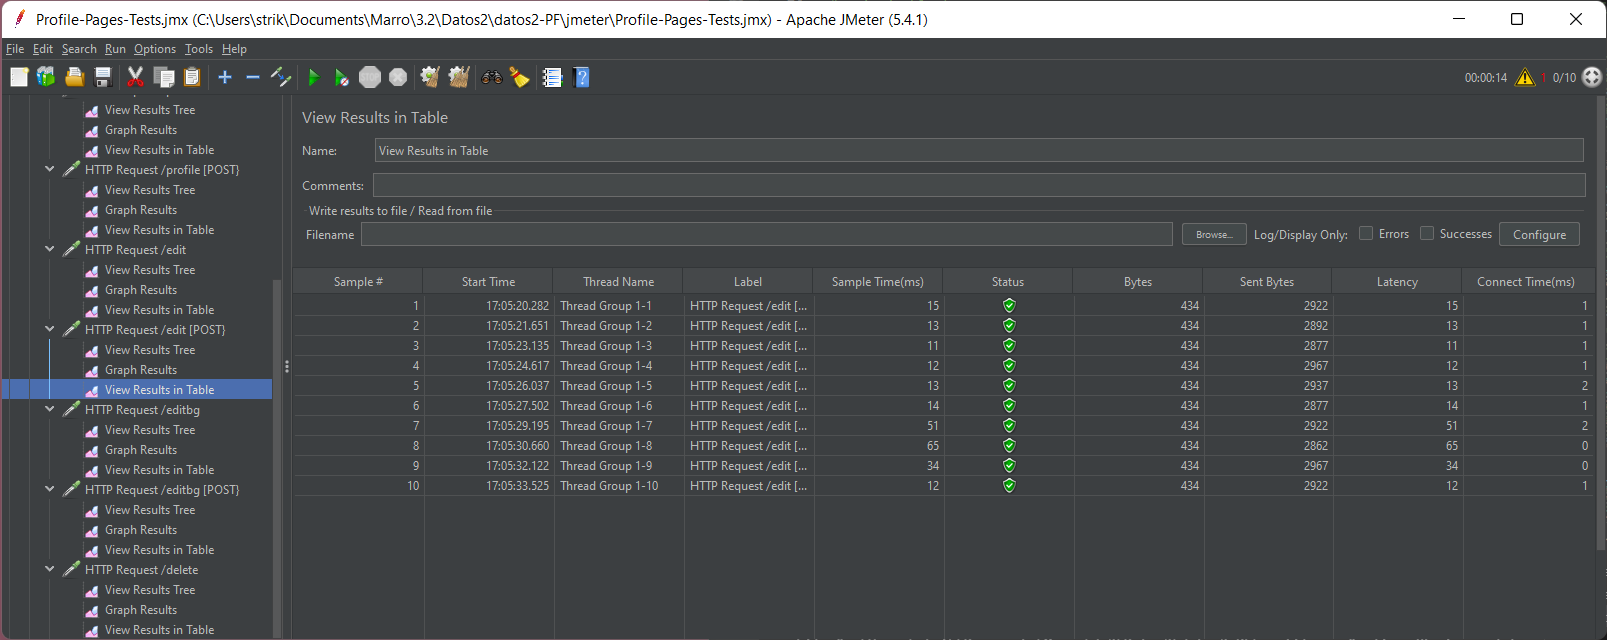 Profile-Pages-Tests.jmx (C:\Users\strik\Documents\Marro\3.2\Datos2\datos2-PF\jmeter\Profile-Pages-Tests.jmx) - Apache JMeter (5.4.1)
File Edit Search Run Options Tools Help
STOP
00:00:14 1 0/10
View Results Tree
Graph Results
View Results in Table
HTTP Request /profile [POST}
View Results Tree
Graph Results
View Results in Table
HTTP Request /edit
View Results Tree
Graph Results
View Results in Table
HTTP Request /edit [POST}
View Results Tree
Graph Results
View Results in Table
HTTP Request /editbg
View Results Tree
Graph Results
View Results in Table
HTTP Request /editbg [POST}
View Results Tree
Graph Results
View Results in Table
HTTP Request /delete
View Results Tree
Graph Results
View Results in Table
View Results in Table
Name: View Results in Table
Comments:
Write results to file / Read from file
Filename Browse... Log/Display Only: Errors Successes Configure
Sample # Start Time Thread Name Label Sample Time(ms) Status Bytes Sent Bytes Latency Connect Time(ms)
1 17:05:20.282 Thread Group 1-1 HTTP Request /edit [... 15 434 2922 15 1
2 17:05:21.651 Thread Group 1-2 HTTP Request /edit [... 13 434 2892 13 1
3 17:05:23.135 Thread Group 1-3 HTTP Request /edit [... 11 434 2877 11 1
4 17:05:24.617 Thread Group 1-4 HTTP Request /edit [... 12 434 2967 12 1
5 17:05:26.037 Thread Group 1-5 HTTP Request /edit [... 13 434 2937 13 2
6 17:05:27.502 Thread Group 1-6 HTTP Request /edit [... 14 434 2877 14 1
7 17:05:29.195 Thread Group 1-7 HTTP Request /edit [... 51 434 2922 51 2
8 17:05:30.660 Thread Group 1-8 HTTP Request /edit [... 65 434 2862 65 0
9 17:05:32.122 Thread Group 1-9 HTTP Request /edit [... 34 434 2967 34 0
10 17:05:33.525 Thread Group 1-10 HTTP Request /edit [... 12 434 2922 12 1